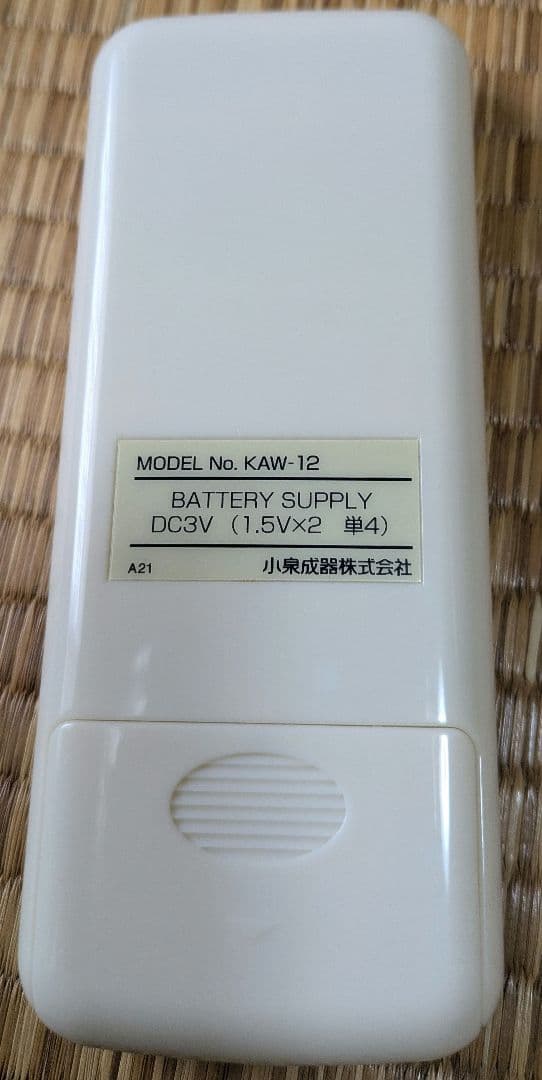 MODEL No. KAW-12
BATTERY SUPPLY
DC3V (1.5V×2 単4)
A21 小泉成器株式会社